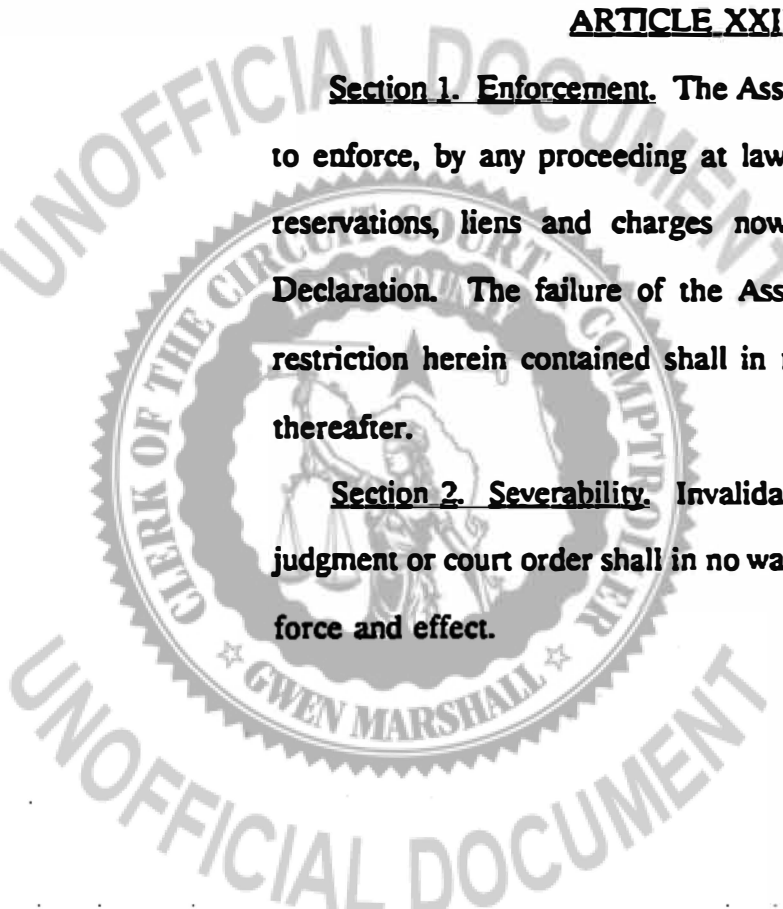 ARTICLE XXI
Section 1. Enforcement. The Ass
to enforce, by any proceeding at law
reservations, liens and charges now
Declaration. The failure of the Ass
restriction herein contained shall in
thereafter.
Section 2. Severability. Invalida
judgment or court order shall in no wa
force and effect.
UNOFFICIAL DOCUMENT
CLERK OF THE CIRCUIT COURT COMPTROLLER
COUNTY
GWEN MARSHALL
UNOFFICIAL DOCUMENT